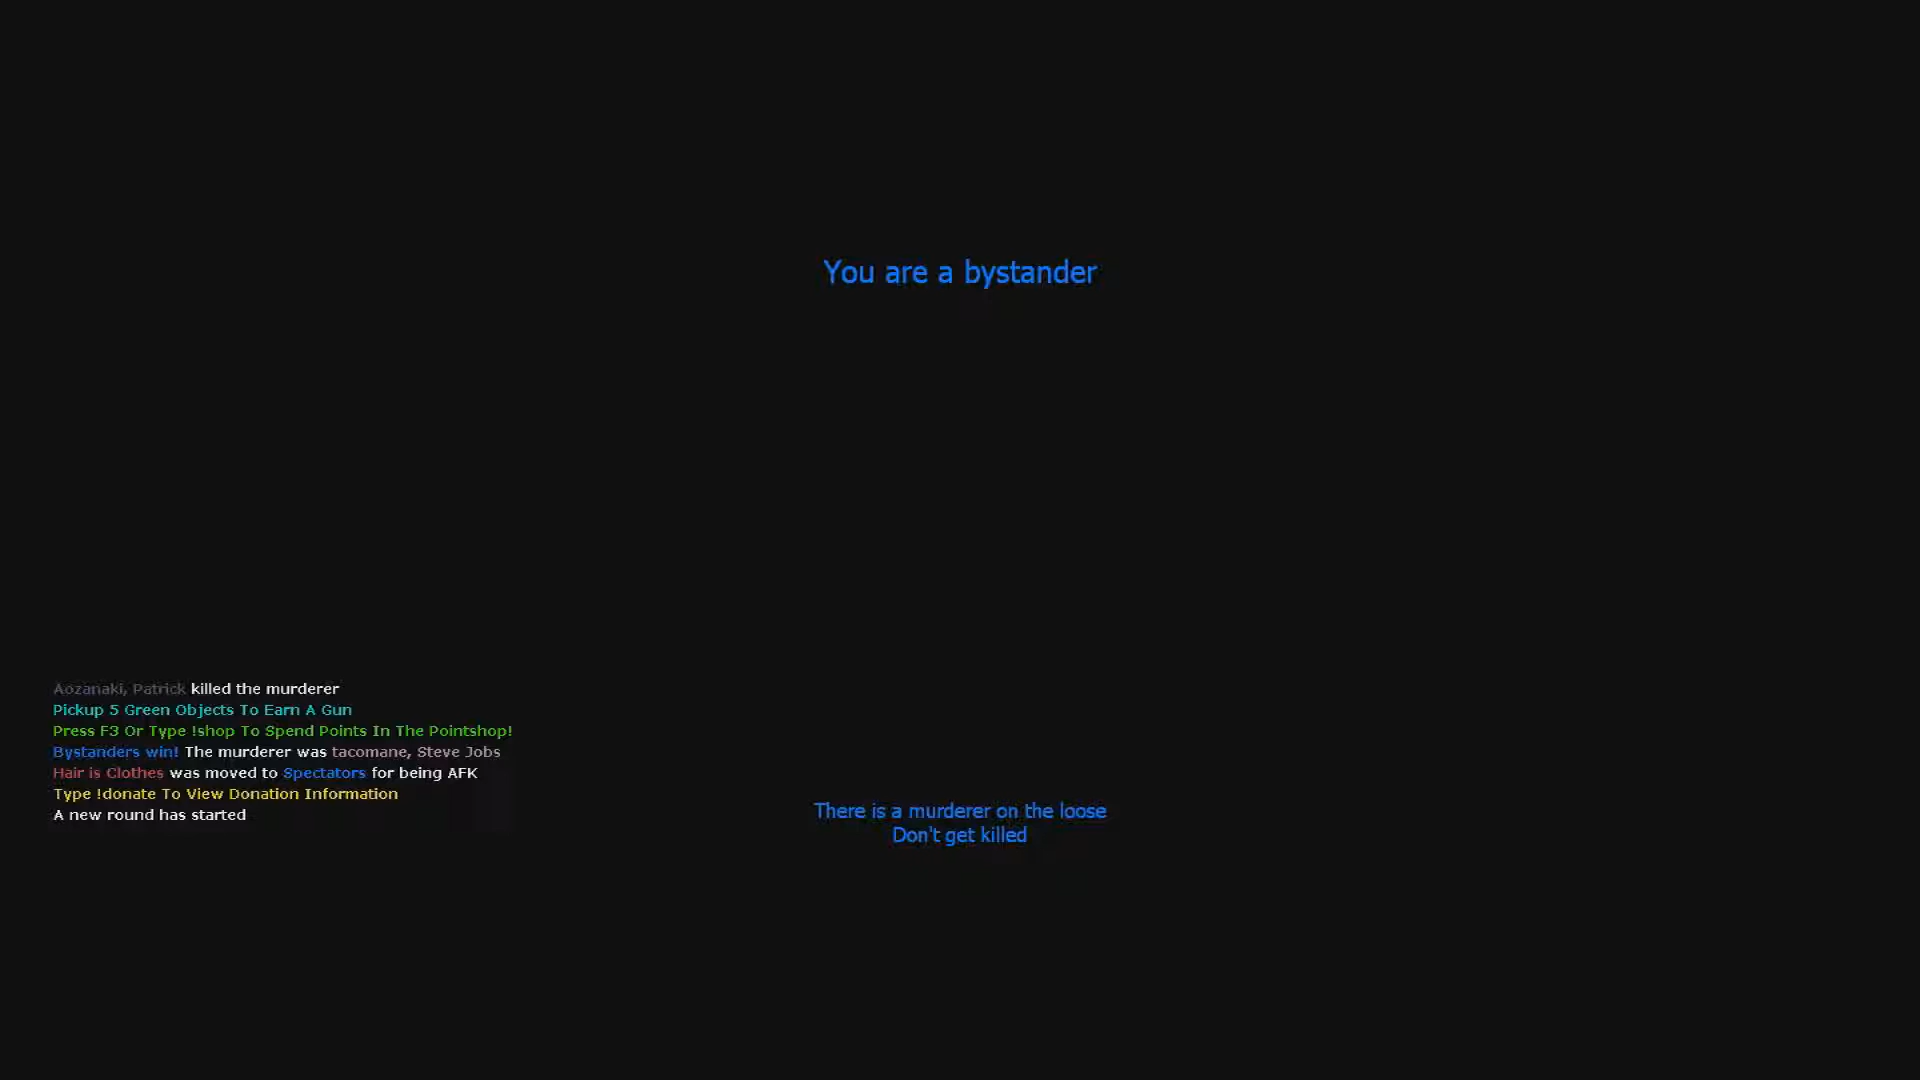 You are a bystander
Aozanaki, Patrick killed the murderer
Pickup 5 Green Objects To Earn A Gun
Press F3 Or Type !shop To Spend Points In The Pointshop!
Bystanders win! The murderer was tacomane, Steve Jobs
Hair is Clothes was moved to Spectators for being AFK
Type !donate To View Donation Information
A new round has started
There is a murderer on the loose
Don't get killed